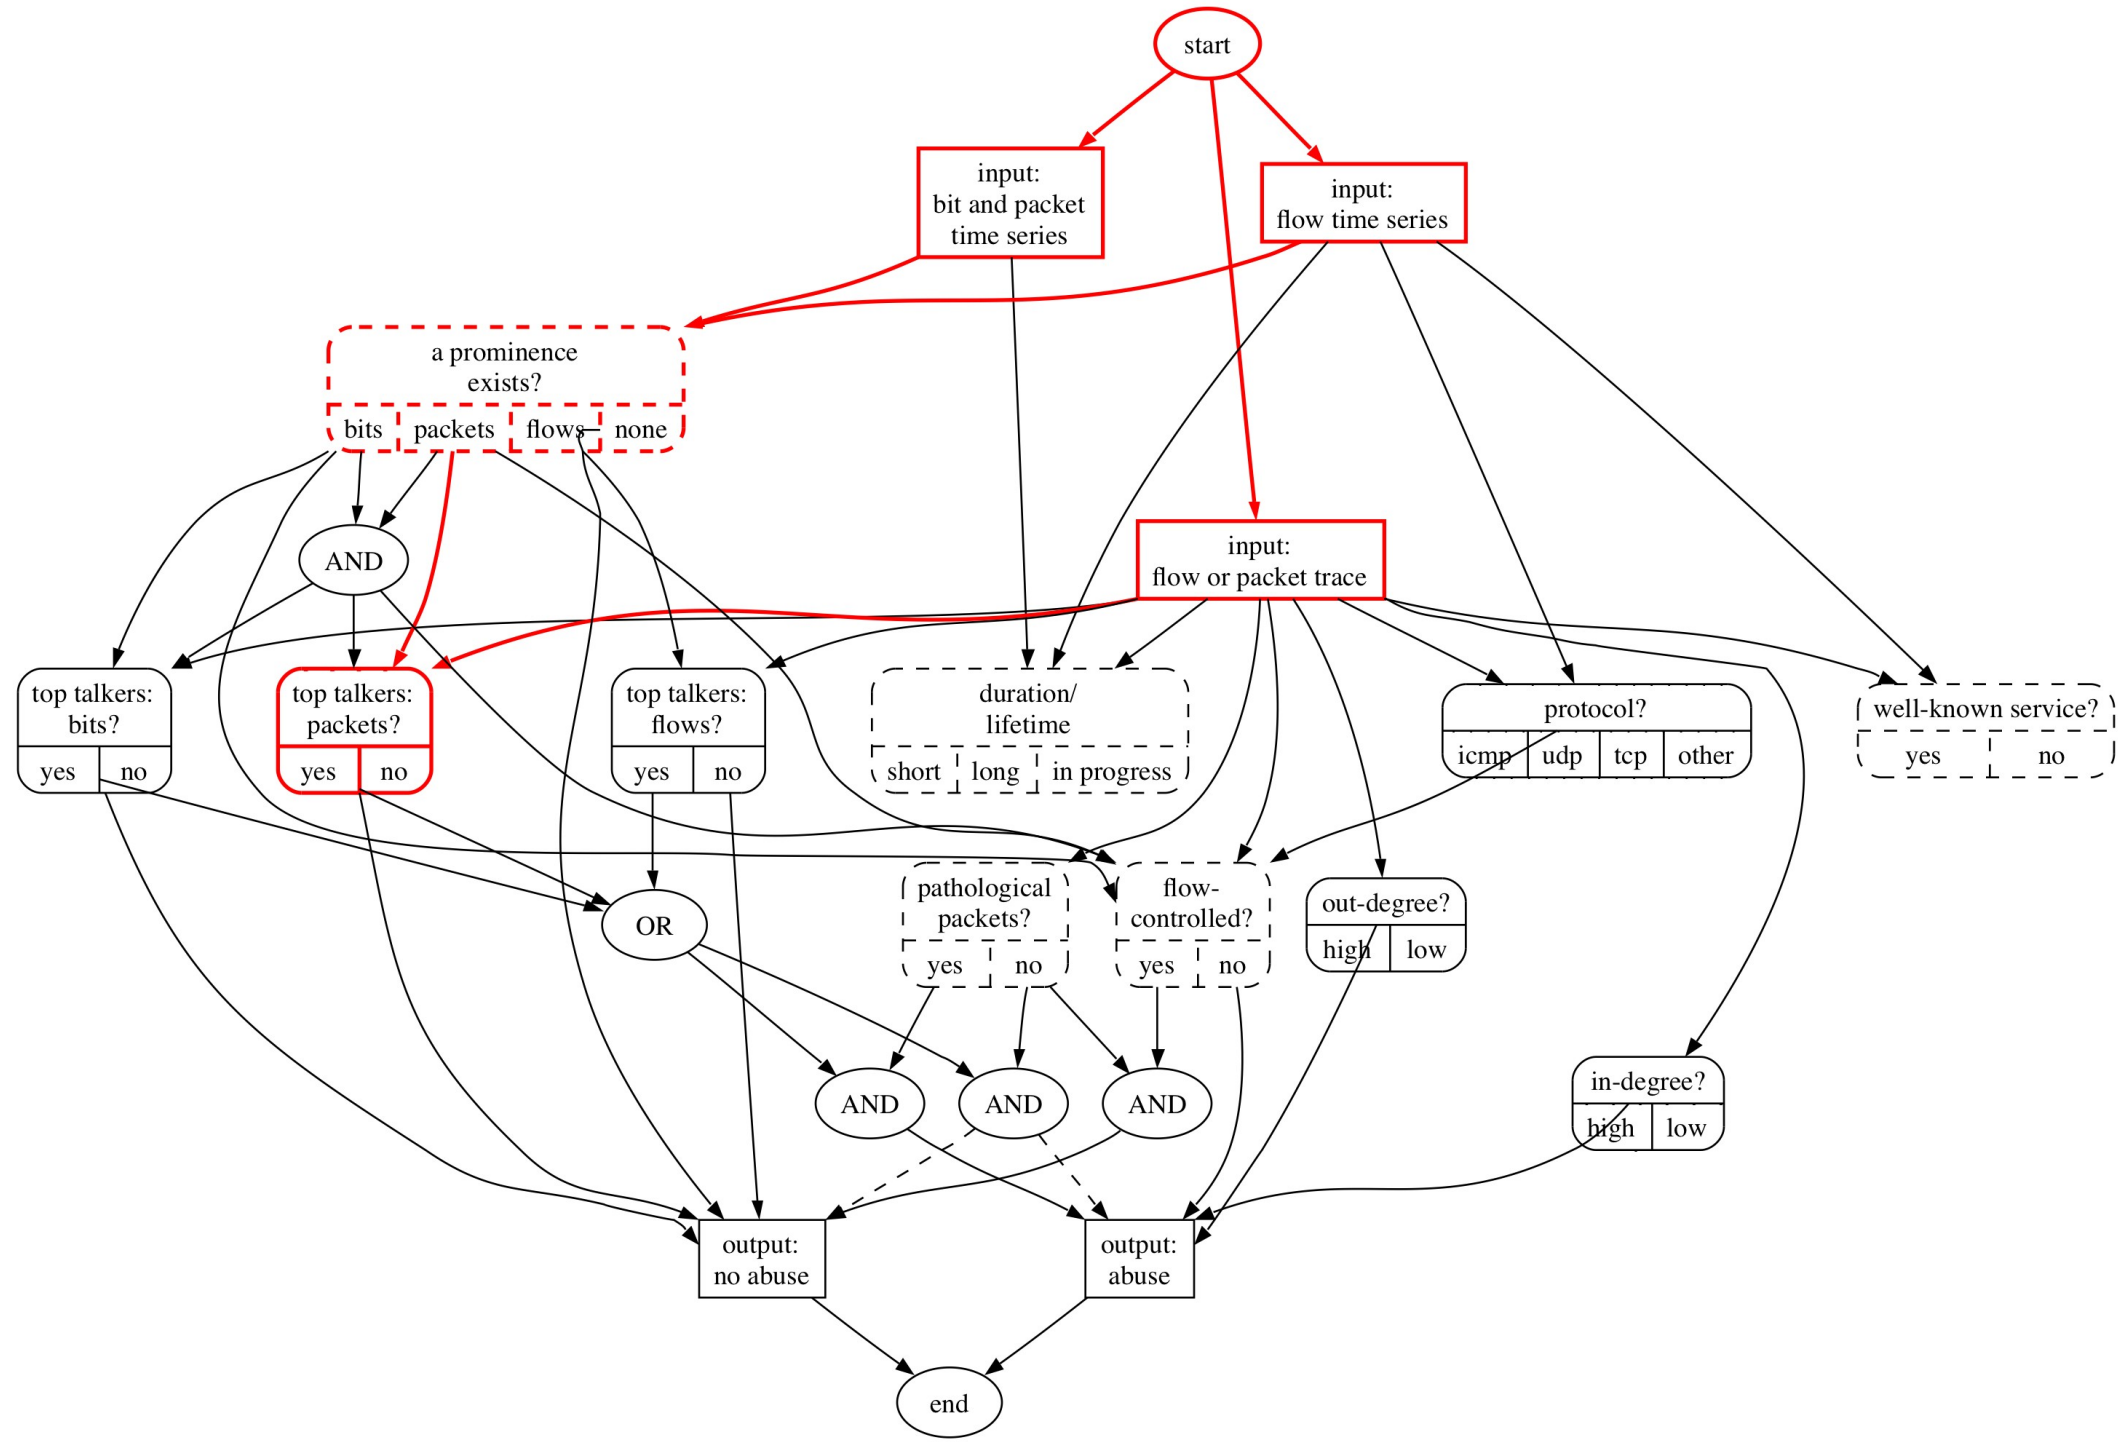 start
input:
bit and packet
time series
input:
flow time series
a prominence
exists?
bits
packets
flows
none
AND
input:
flow or packet trace
top talkers:
bits?
yes
no
top talkers:
packets?
yes
no
top talkers:
flows?
yes
no
duration/
lifetime
short
long
in progress
protocol?
icmp
udp
tcp
other
well-known service?
yes
no
OR
pathological
packets?
yes
no
flow-
controlled?
yes
no
out-degree?
high
low
AND
AND
AND
in-degree?
high
low
output:
no abuse
output:
abuse
end